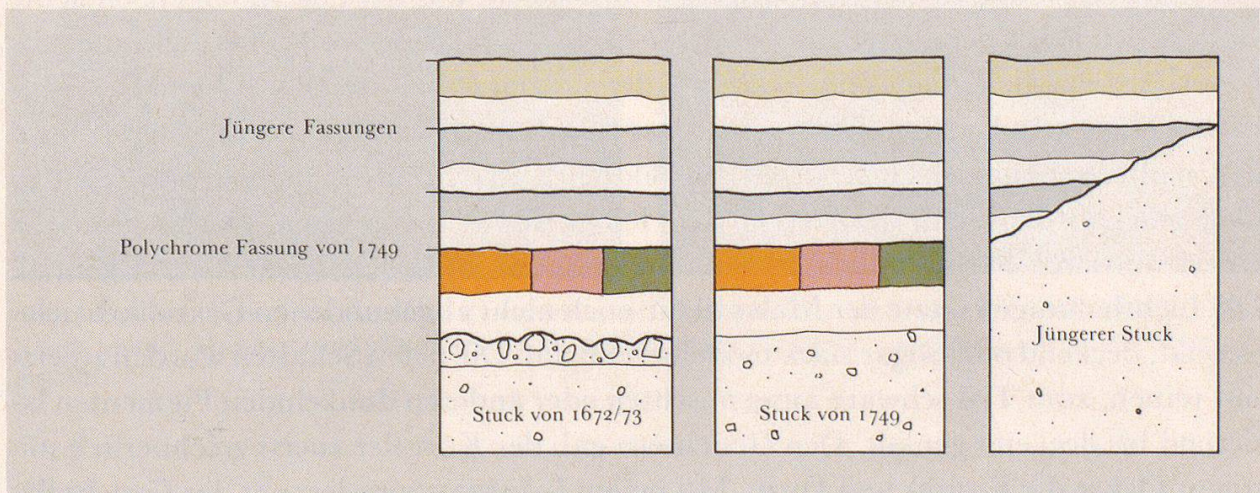 Jüngere Fassungen
Polychrome Fassung von 1749
Jüngerer Stuck
Stuck von 1672/73
Stuck von 1749